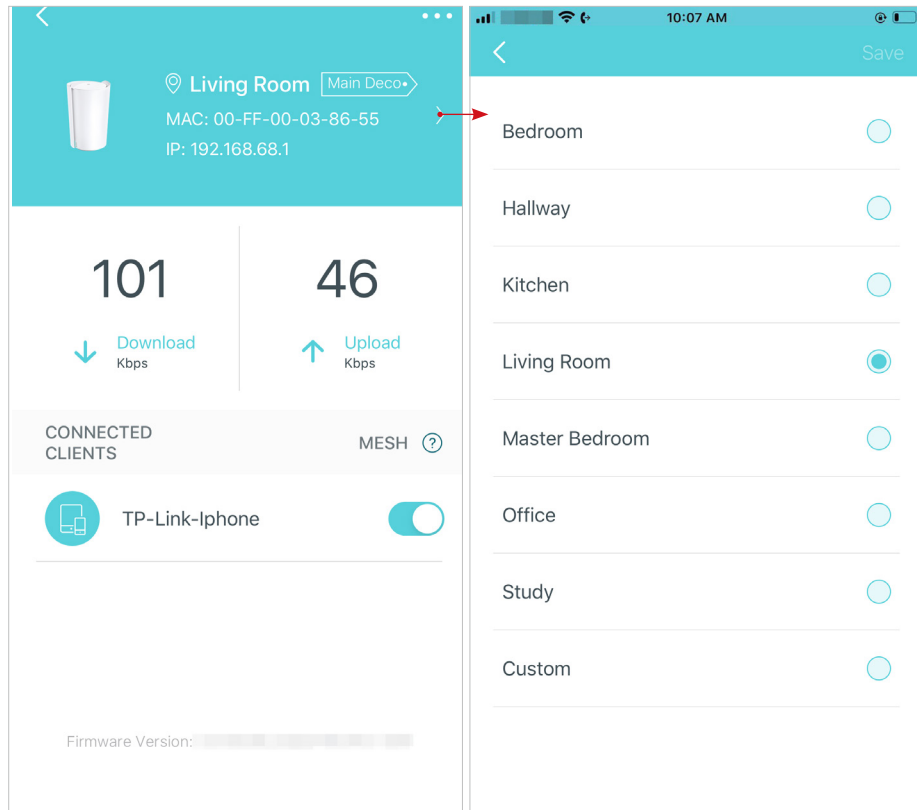 Living Room
Main Deco
MAC: 00-FF-00-03-86-55
IP: 192.168.68.1
101
46
Download
Kbps
Upload
Kbps
CONNECTED
CLIENTS
MESH ?
TP-Link-Iphone
Firmware Version:
10:07 AM
Save
Bedroom
Hallway
Kitchen
Living Room
Master Bedroom
Office
Study
Custom